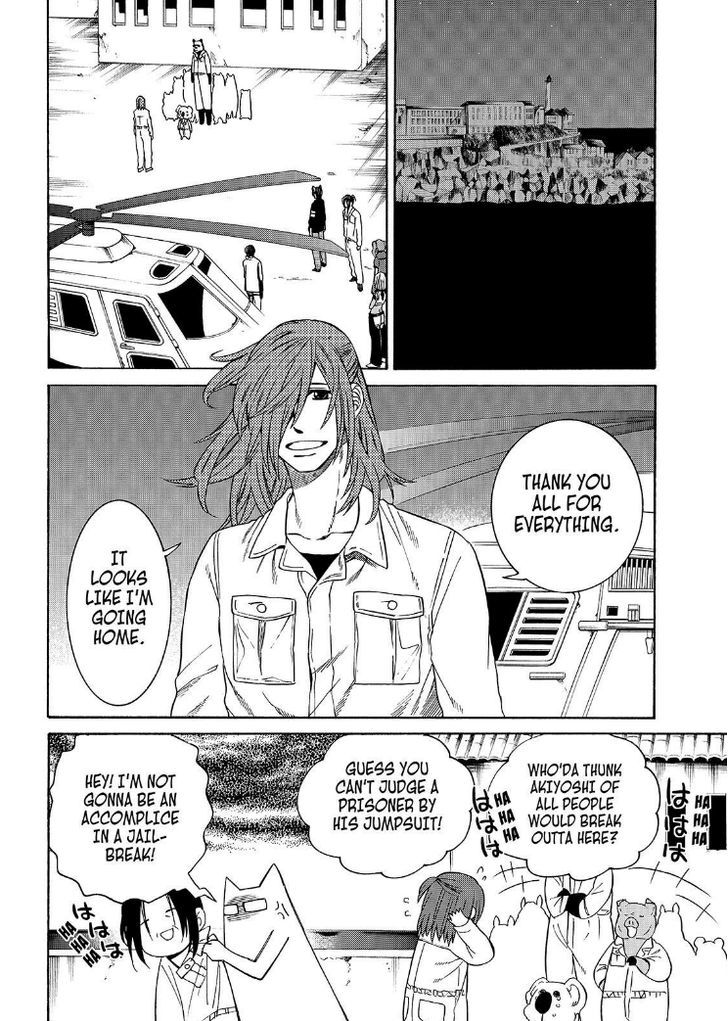 THANK YOU
ALL FOR
EVERYTHING.
IT
LOOKS
LIKE I'M
GOING
HOME.
WHO'DA THUNK
AKIYOSHI OF
ALL PEOPLE
WOULD BREAK
OUTTA HERE?
はははは
HA
HA
HA
GUESS YOU
CAN'T JUDGE A
PRISONER BY
HIS JUMPSUIT!
はははは
HA
HA
HA
HEY! I'M NOT
GONNA BE AN
ACCOMPLICE
IN A JAIL-
BREAK!
はははは
HA
HA
HA